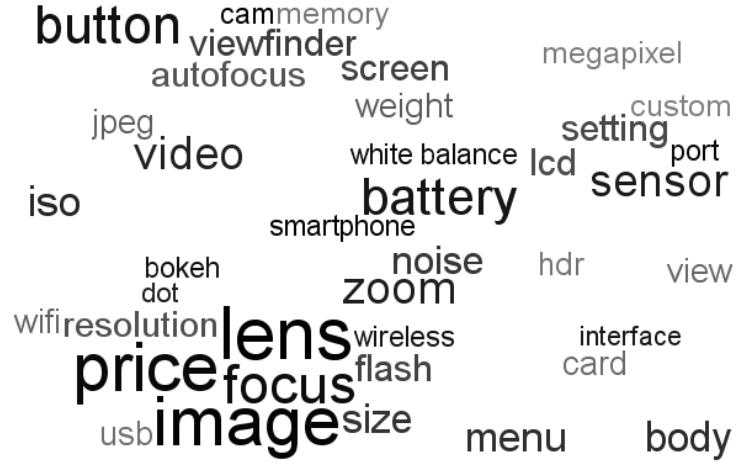 cam memory
button
viewfinder
megapixel
autofocus screen
weight custom
jpeg setting
video white balance lcd port
battery sensor
iso
smartphone
bokeh noise hdr view
dot zoom
wifi resolution lens wireless interface
price focus flash card
usb image size menu body